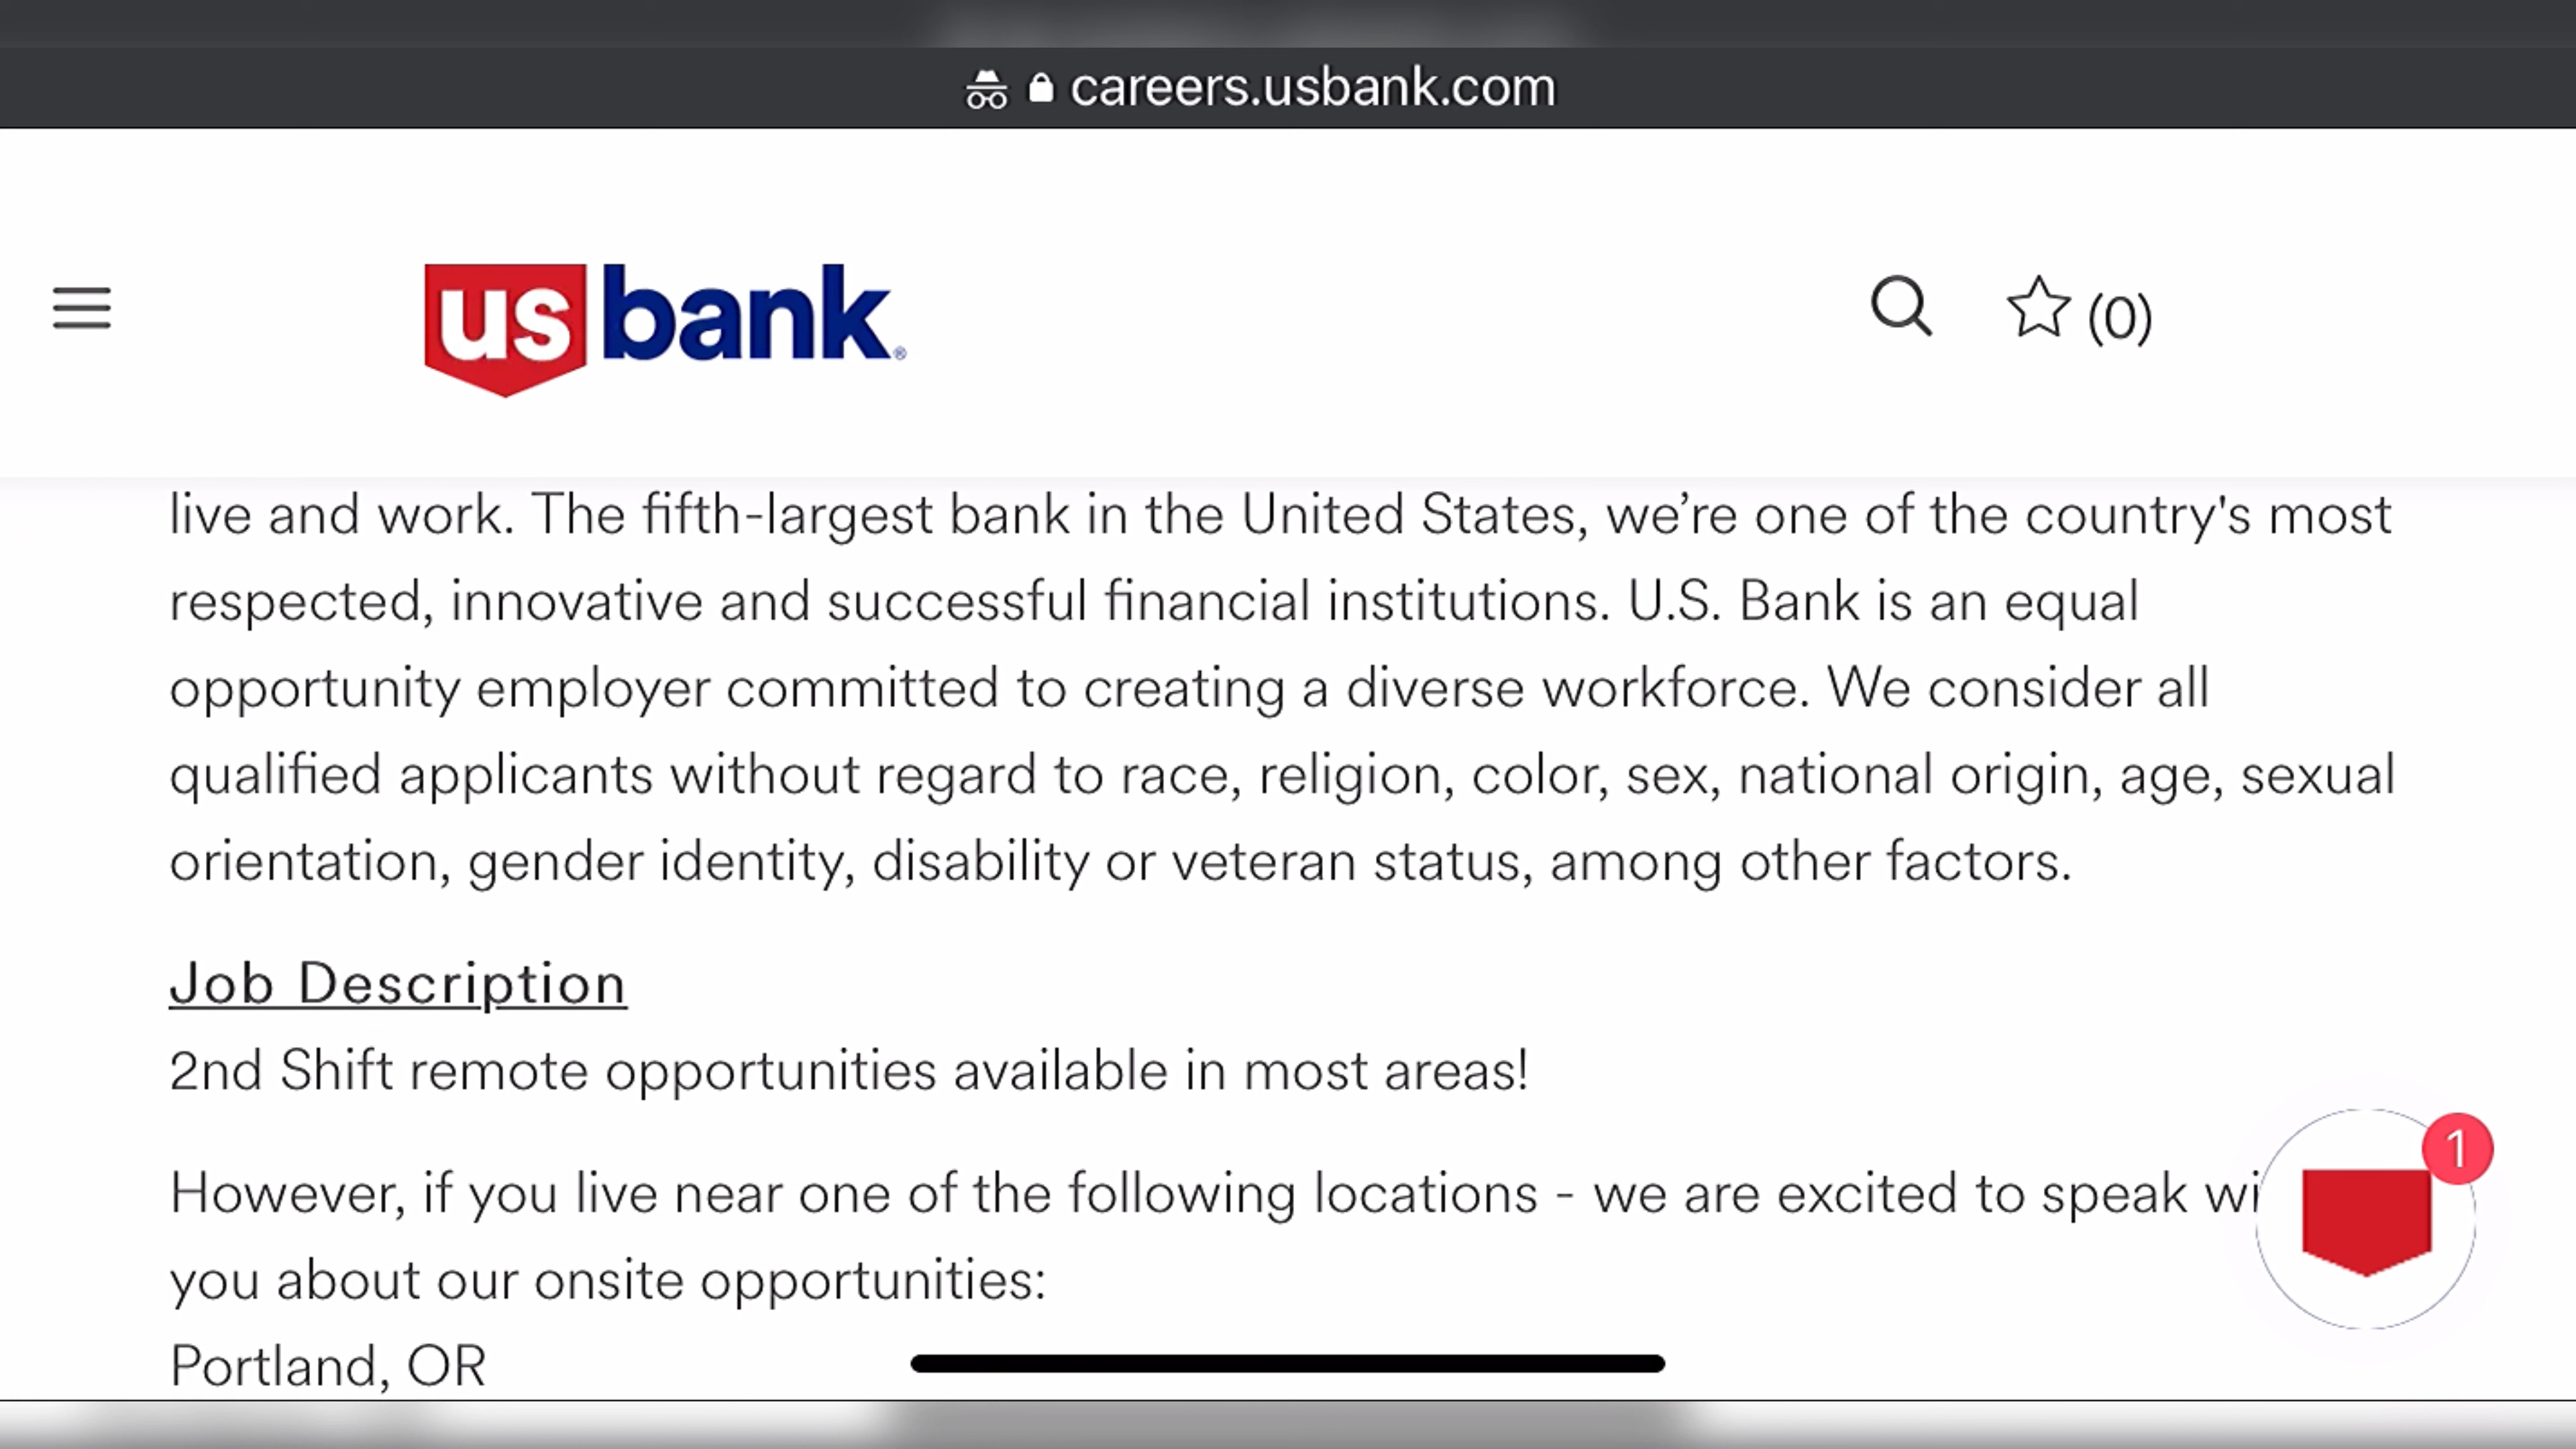 careers.usbank.com
us bank®
(0)
live and work. The fifth-largest bank in the United States, we’re one of the country's most
respected, innovative and successful financial institutions. U.S. Bank is an equal
opportunity employer committed to creating a diverse workforce. We consider all
qualified applicants without regard to race, religion, color, sex, national origin, age, sexual
orientation, gender identity, disability or veteran status, among other factors.
Job Description
2nd Shift remote opportunities available in most areas!
1
However, if you live near one of the following locations - we are excited to speak wi
you about our onsite opportunities:
Portland, OR